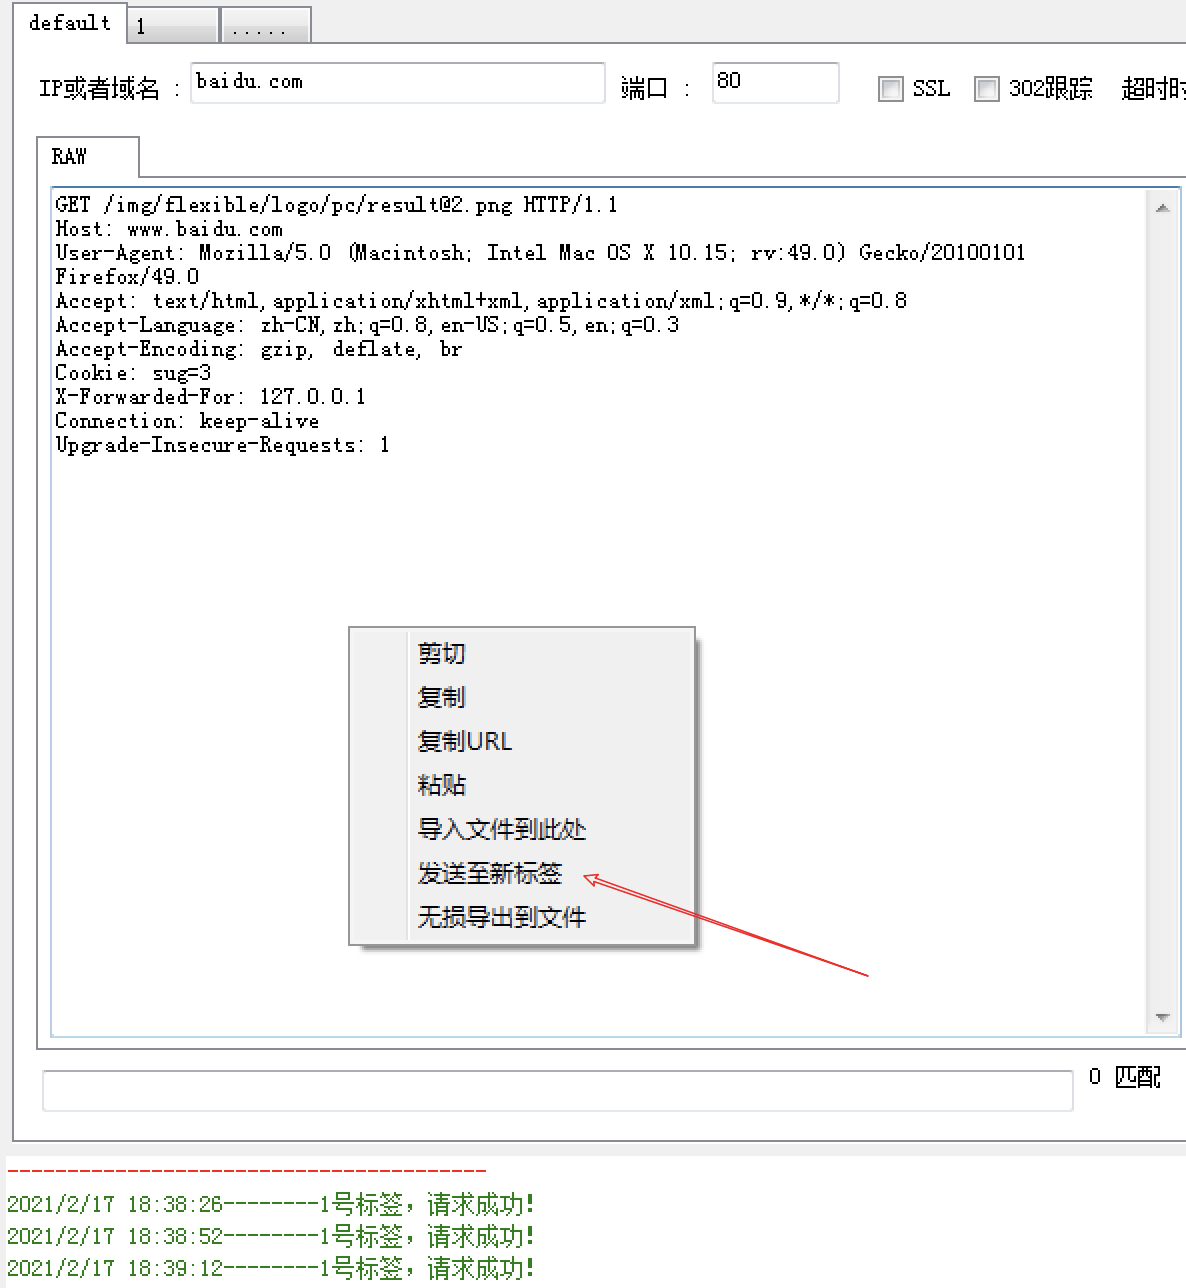 default 1 .....
IP或者域名 : baidu.com 端口 : 80 SSL 302跟踪 超时时
RAW
GET /img/flexible/logo/pc/result@2.png HTTP/1.1
Host: www.baidu.com
User-Agent: Mozilla/5.0 (Macintosh; Intel Mac OS X 10.15; rv:49.0) Gecko/20100101
Firefox/49.0
Accept: text/html,application/xhtml+xml,application/xml;q=0.9,*/*;q=0.8
Accept-Language: zh-CN,zh;q=0.8,en-US;q=0.5,en;q=0.3
Accept-Encoding: gzip, deflate, br
Cookie: sug=3
X-Forwarded-For: 127.0.0.1
Connection: keep-alive
Upgrade-Insecure-Requests: 1
剪切
复制
复制URL
粘贴
导入文件到此处
发送至新标签
无损导出到文件
0 匹配
----------------------------------------
2021/2/17 18:38:26--------1号标签，请求成功!
2021/2/17 18:38:52--------1号标签，请求成功!
2021/2/17 18:39:12--------1号标签，请求成功!